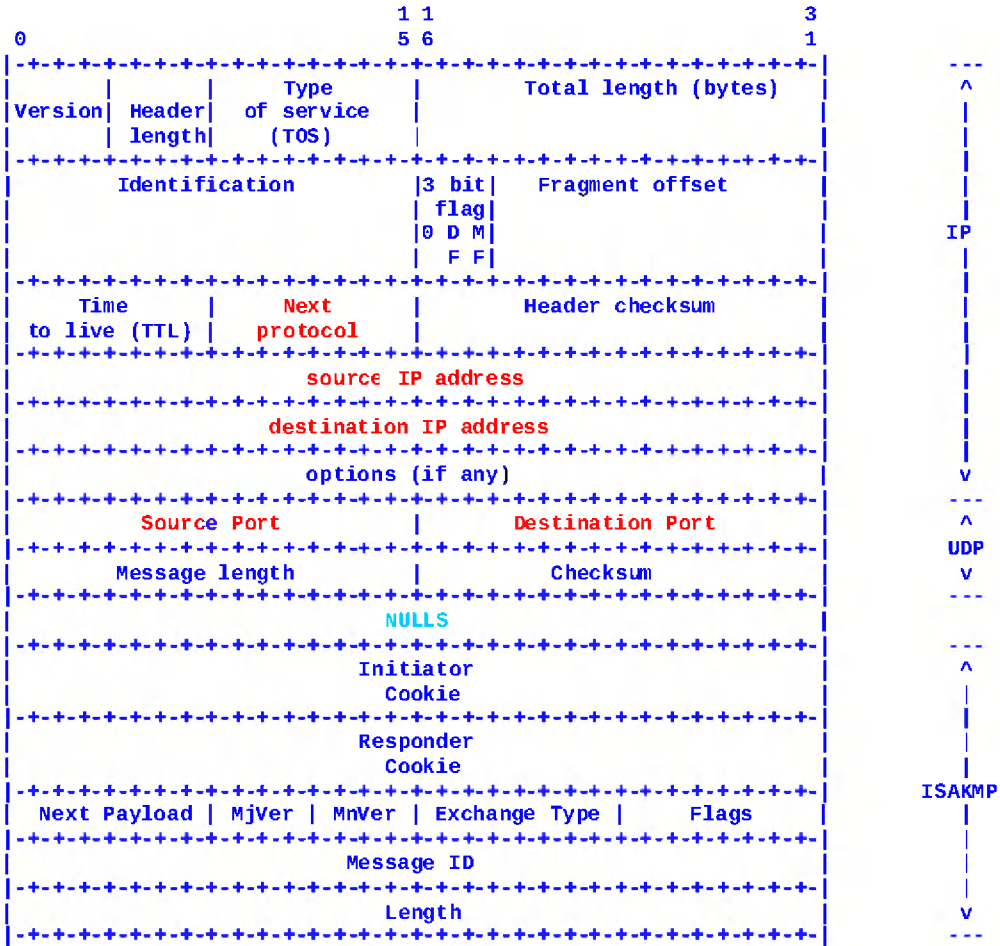 1 1 3
0 5 6 1
|-+-+-+-+-+-+-+-+-+-+-+-+-+-+-+-+-+-+-+-+-+-+-+-+-+-+-+-+-+-+-+-| ---
| | | Type | Total length (bytes) | ^
|Version| Header| of service | | |
| | length| (TOS) | | |
|-+-+-+-+-+-+-+-+-+-+-+-+-+-+-+-+-+-+-+-+-+-+-+-+-+-+-+-+-+-+-+-| |
| Identification |3 bit| Fragment offset | |
| | flag| | |
| |0 D M| | IP
| | F F| | |
|-+-+-+-+-+-+-+-+-+-+-+-+-+-+-+-+-+-+-+-+-+-+-+-+-+-+-+-+-+-+-+-| |
| Time | Next | Header checksum | |
| to live (TTL) | protocol | | |
|-+-+-+-+-+-+-+-+-+-+-+-+-+-+-+-+-+-+-+-+-+-+-+-+-+-+-+-+-+-+-+-| |
| source IP address | |
|-+-+-+-+-+-+-+-+-+-+-+-+-+-+-+-+-+-+-+-+-+-+-+-+-+-+-+-+-+-+-+-| |
| destination IP address | |
|-+-+-+-+-+-+-+-+-+-+-+-+-+-+-+-+-+-+-+-+-+-+-+-+-+-+-+-+-+-+-+-| |
| options (if any) | v
|-+-+-+-+-+-+-+-+-+-+-+-+-+-+-+-+-+-+-+-+-+-+-+-+-+-+-+-+-+-+-+-| ---
| Source Port | Destination Port | ^
|-+-+-+-+-+-+-+-+-+-+-+-+-+-+-+-+-+-+-+-+-+-+-+-+-+-+-+-+-+-+-+-| UDP
| Message length | Checksum | v
|-+-+-+-+-+-+-+-+-+-+-+-+-+-+-+-+-+-+-+-+-+-+-+-+-+-+-+-+-+-+-+-| ---
| NULLS |
|-+-+-+-+-+-+-+-+-+-+-+-+-+-+-+-+-+-+-+-+-+-+-+-+-+-+-+-+-+-+-+-| ---
| Initiator | ^
| Cookie | |
|-+-+-+-+-+-+-+-+-+-+-+-+-+-+-+-+-+-+-+-+-+-+-+-+-+-+-+-+-+-+-+-| |
| Responder | |
| Cookie | |
|-+-+-+-+-+-+-+-+-+-+-+-+-+-+-+-+-+-+-+-+-+-+-+-+-+-+-+-+-+-+-+-| ISAKMP
| Next Payload | MjVer | MnVer | Exchange Type | Flags | |
|-+-+-+-+-+-+-+-+-+-+-+-+-+-+-+-+-+-+-+-+-+-+-+-+-+-+-+-+-+-+-+-| |
| Message ID | |
|-+-+-+-+-+-+-+-+-+-+-+-+-+-+-+-+-+-+-+-+-+-+-+-+-+-+-+-+-+-+-+-| |
| Length | v
|-+-+-+-+-+-+-+-+-+-+-+-+-+-+-+-+-+-+-+-+-+-+-+-+-+-+-+-+-+-+-+-| ---